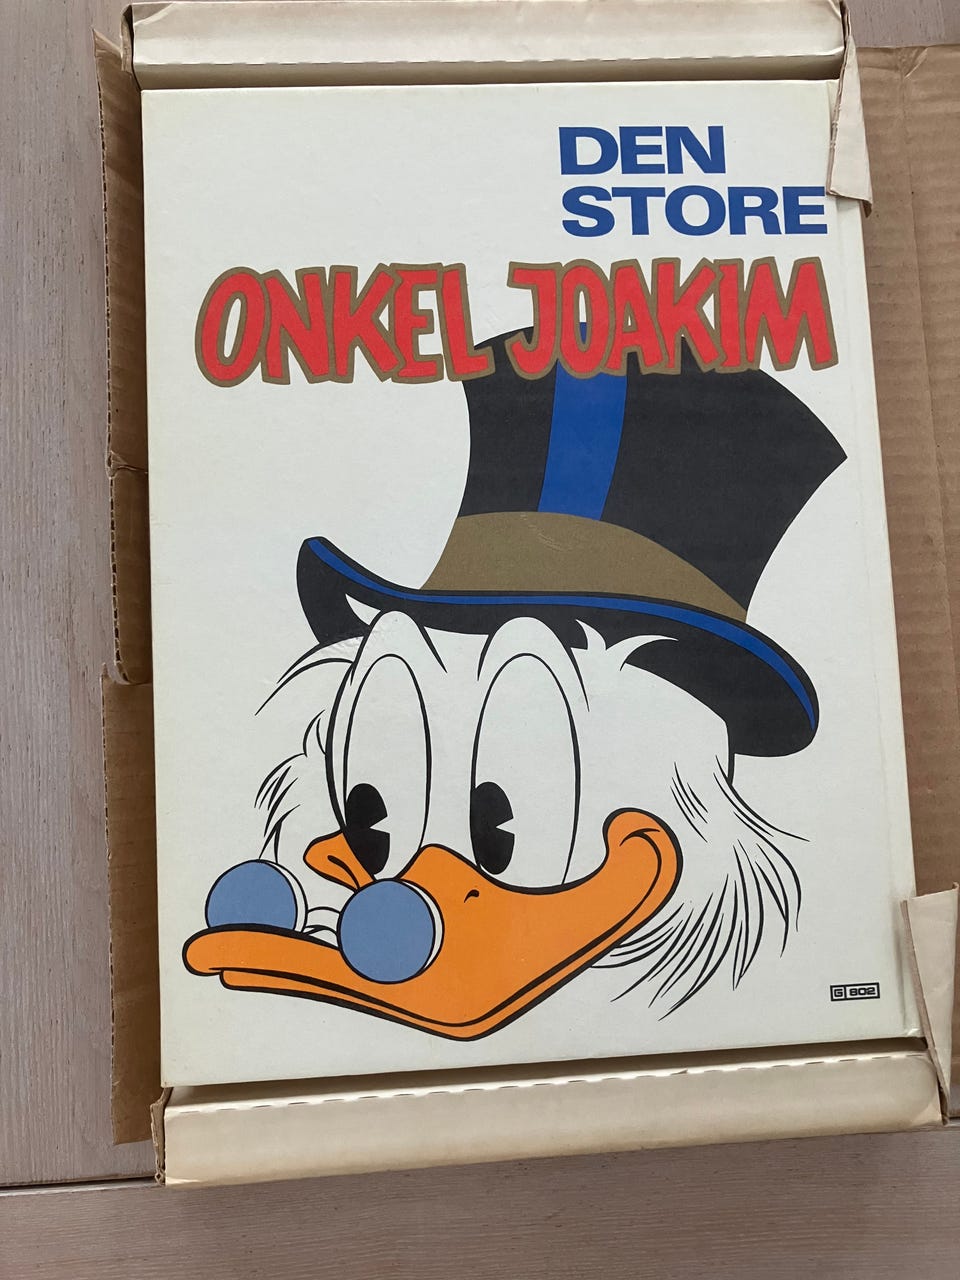 DEN
STORE
ONKEL JOAKIM
G 802